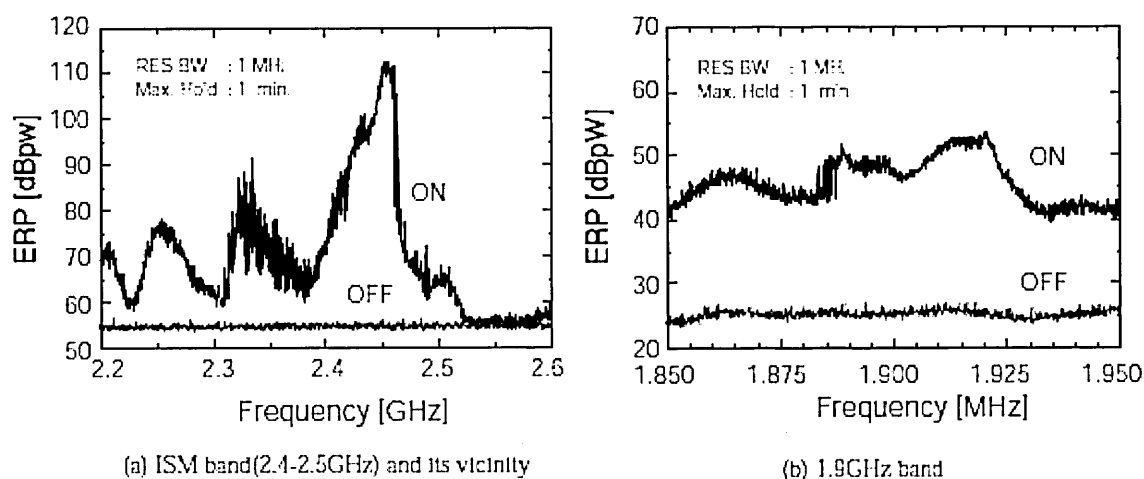 120
110
100
90
80
70
60
50
ERP [dBpw]
RES BW : 1 MHz
Max. Hold : 1 min.
ON
OFF
2.2 2.3 2.4 2.5 2.6
Frequency [GHz]
(a) ISM band(2.4-2.5GHz) and its vicinity
70
60
50
40
30
20
ERP [dBpW]
RES BW : 1 MH
Max. Hold : 1 min
ON
OFF
1.850 1.875 1.900 1.925 1.950
Frequency [MHz]
(b) 1.9GHz band